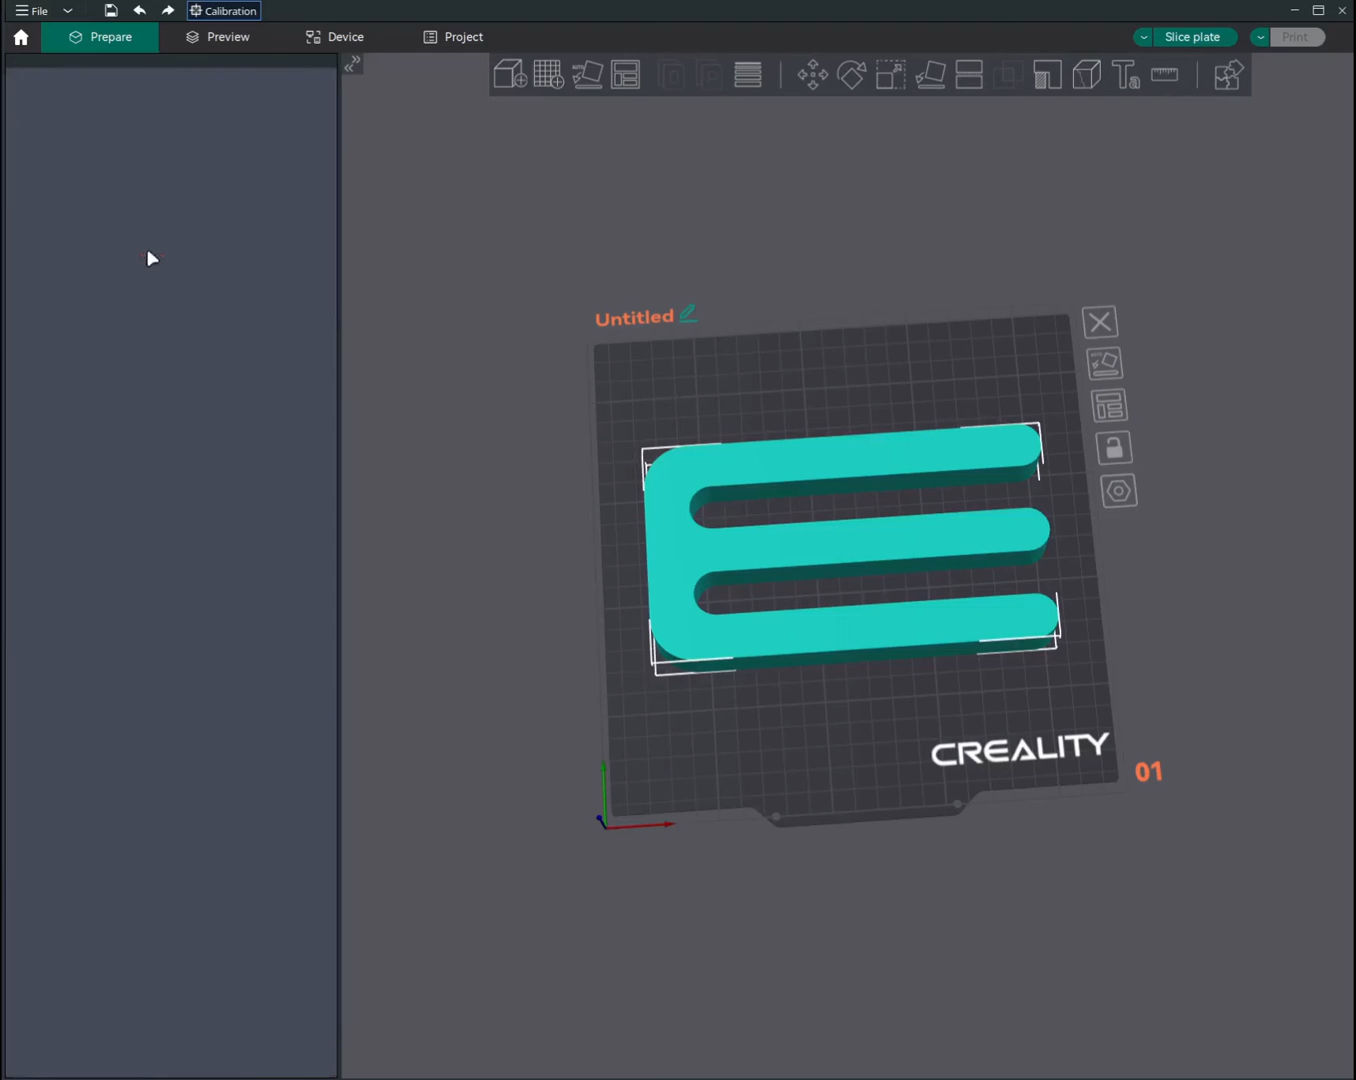 File
Calibration
Prepare
Preview
Device
Project
Slice plate
Print
Untitled
CREALITY
01